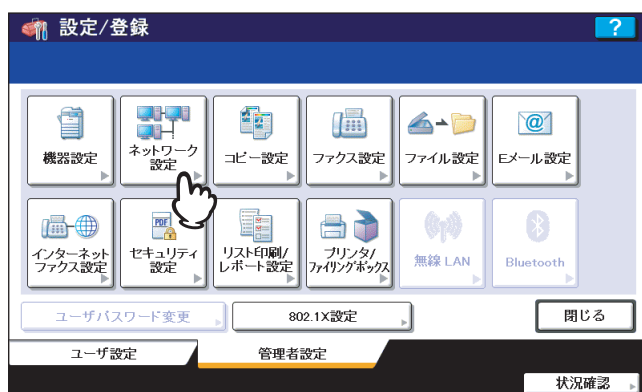 設定/登録
?
機器設定
ネットワーク
設定
コピー設定
ファクス設定
ファイル設定
Eメール設定
@
PDF
インターネット
ファクス設定
セキュリティ
設定
リスト印刷/
レポート設定
プリンタ/
ファイリングボックス
無線 LAN
Bluetooth
ユーザパスワード変更
802.1X設定
閉じる
ユーザ設定
管理者設定
状況確認